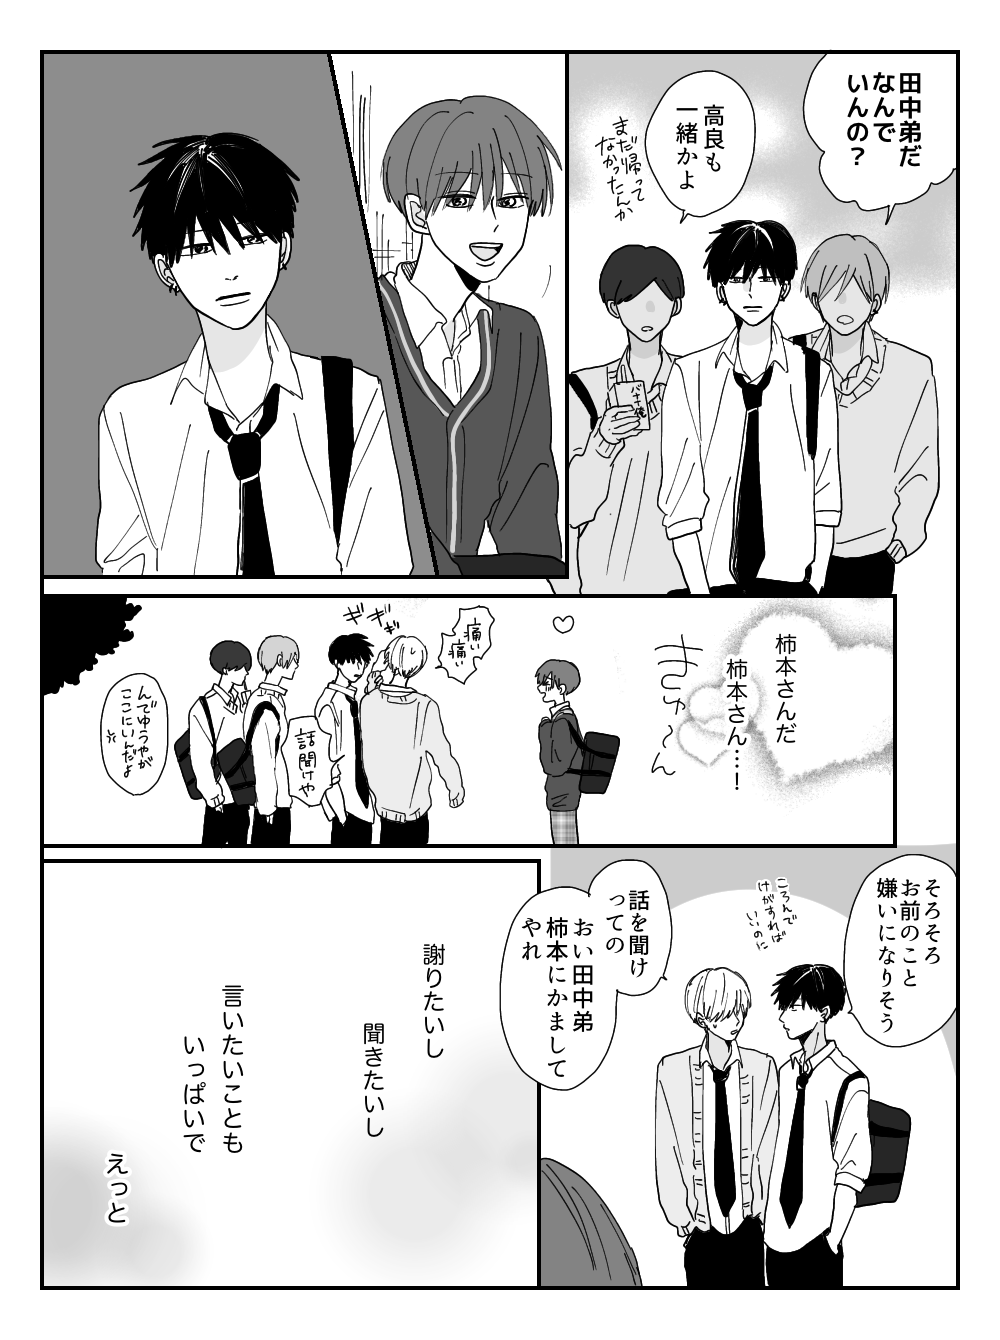 田中弟だ
なんで
いんの？
高良も
一緒かよ
まだ帰って
なかったんか
バナナ俺
柿本さんだ
柿本さん…！
きゅ〜ん
痛い
痛い
ギギギ
話聞けや
んでゆうやが
ここにいんだよ
そろそろ
お前のこと
嫌いになりそう
ころんで
けがすれば
いいのに
話を聞け
っての
おい田中弟
柿本にかまして
やれ
謝りたいし
聞きたいし
言いたいことも
いっぱいで
えっと